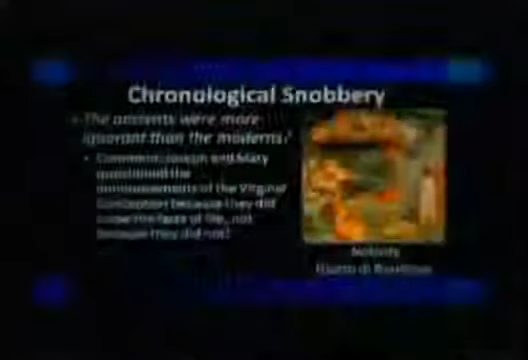 Chronological Snobbery
"The ancients were more
ignorant than the moderns."
Comment: Joseph and Mary
questioned the
announcements of the Virginal
Conception because they did
know the facts of life, not
because they did not!
Nativity
Giotto di Bondone